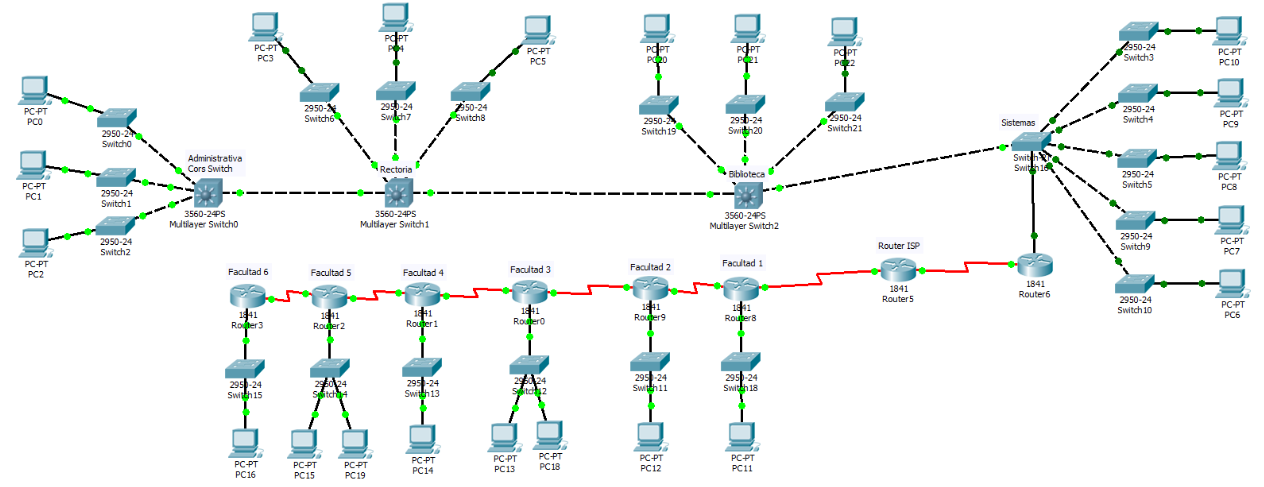 PC-PT
PC3
PC-PT
PC4
PC-PT
PC5
PC-PT
PC20
PC-PT
PC21
PC-PT
PC22
2950-24
Switch3
PC-PT
PC10
PC-PT
PC0
2950-24
Switch0
2950-24
Switch6
2950-24
Switch7
2950-24
Switch8
2950-24
Switch19
2950-24
Switch20
2950-24
Switch21
Sistemas
2950-24
Switch4
PC-PT
PC9
PC-PT
PC1
2950-24
Switch1
Administrativa
Cors Switch
3560-24PS
Multilayer Switch0
Rectoria
3560-24PS
Multilayer Switch1
Biblioteca
3560-24PS
Multilayer Switch2
Switch16
2950-24
Switch5
PC-PT
PC8
PC-PT
PC2
2950-24
Switch2
2950-24
Switch9
PC-PT
PC7
2950-24
Switch10
PC-PT
PC6
Facultad 6
1841
Router3
Facultad 5
1841
Router2
Facultad 4
1841
Router1
Facultad 3
1841
Router0
Facultad 2
1841
Router9
Facultad 1
1841
Router8
Router ISP
1841
Router5
1841
Router6
2950-24
Switch15
2950-24
Switch14
2950-24
Switch13
2950-24
Switch12
2950-24
Switch11
2950-24
Switch18
PC-PT
PC16
PC-PT
PC15
PC-PT
PC19
PC-PT
PC14
PC-PT
PC13
PC-PT
PC18
PC-PT
PC12
PC-PT
PC11